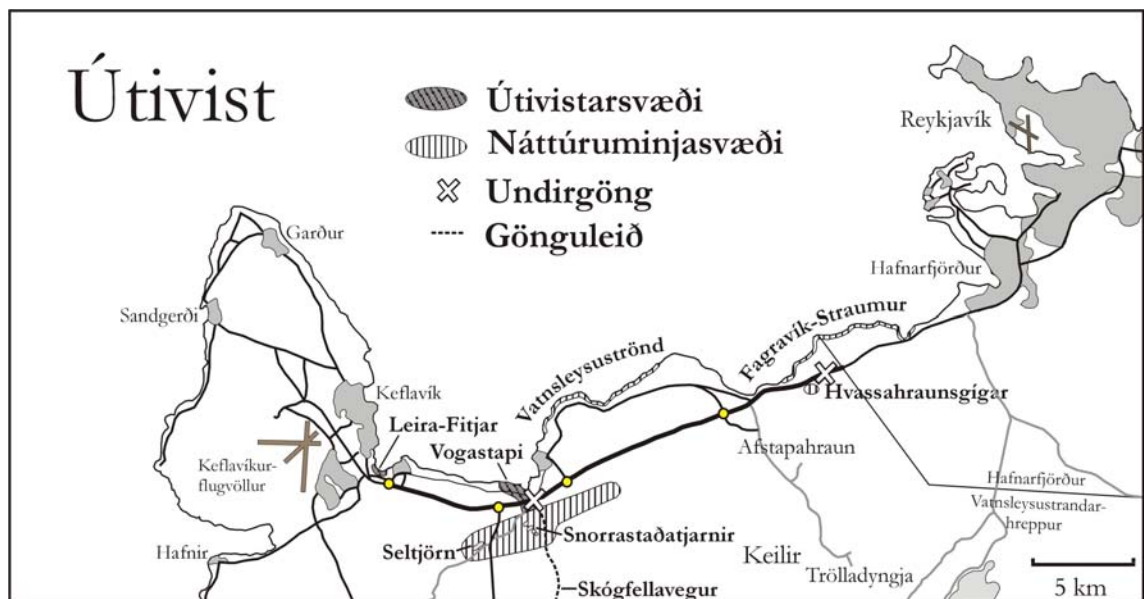 Útivist
Útivistarsvæði
Náttúruminjasvæði
Undirgöng
Gönguleið
Reykjavík
Garður
Hafnarfjörður
Sandgerði
Fagravík-Straumur
Vatnsleysuströnd
Keflavík
Hvassahraunsgígar
Leira-Fitjar
Vogastapi
Afstapahraun
Keflavíkur-
flugvöllur
Hafnarfjörður
Vatnsleysustrandar-
hreppur
Snorrastaðatjarnir
Hafnir
Seltjörn
Keilir
Trölladyngja
Skógfellavegur
5 km